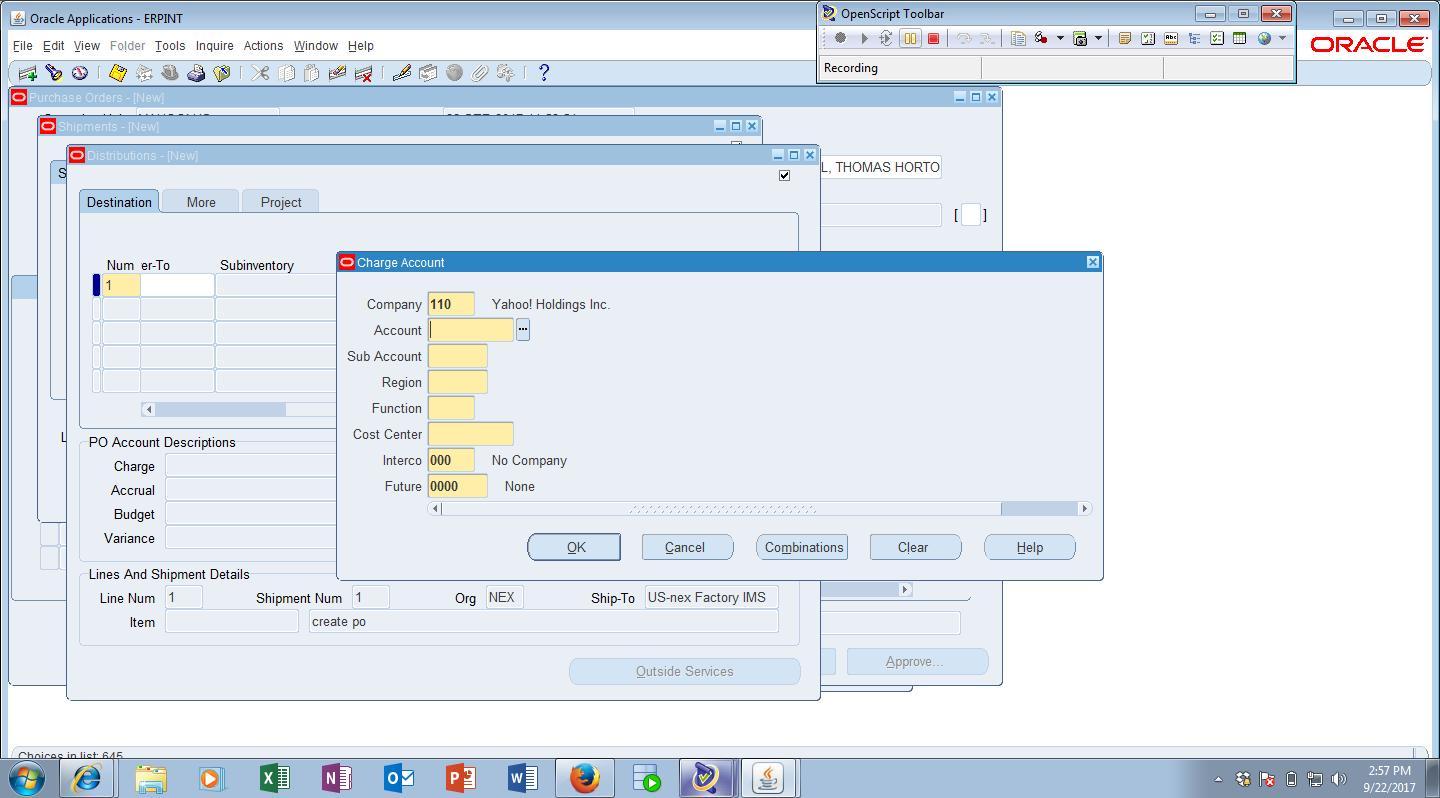 Oracle Applications - ERPINT
OpenScript Toolbar
File Edit View Folder Tools Inquire Actions Window Help
ORACLE
Recording
Purchase Orders - [New]
Shipments - [New]
Distributions - [New]
L, THOMAS HORTO
Destination More Project
[ ]
Num er-To Subinventory
1
Charge Account
Company 110 Yahoo! Holdings Inc.
Account ...
Sub Account
Region
Function
Cost Center
Interco 000 No Company
Future 0000 None
OK Cancel Combinations Clear Help
PO Account Descriptions
Charge
Accrual
Budget
Variance
Lines And Shipment Details
Line Num 1 Shipment Num 1 Org NEX Ship-To US-nex Factory IMS
Item create po
Outside Services
Approve...
Choices in list: 645
2:57 PM
9/22/2017